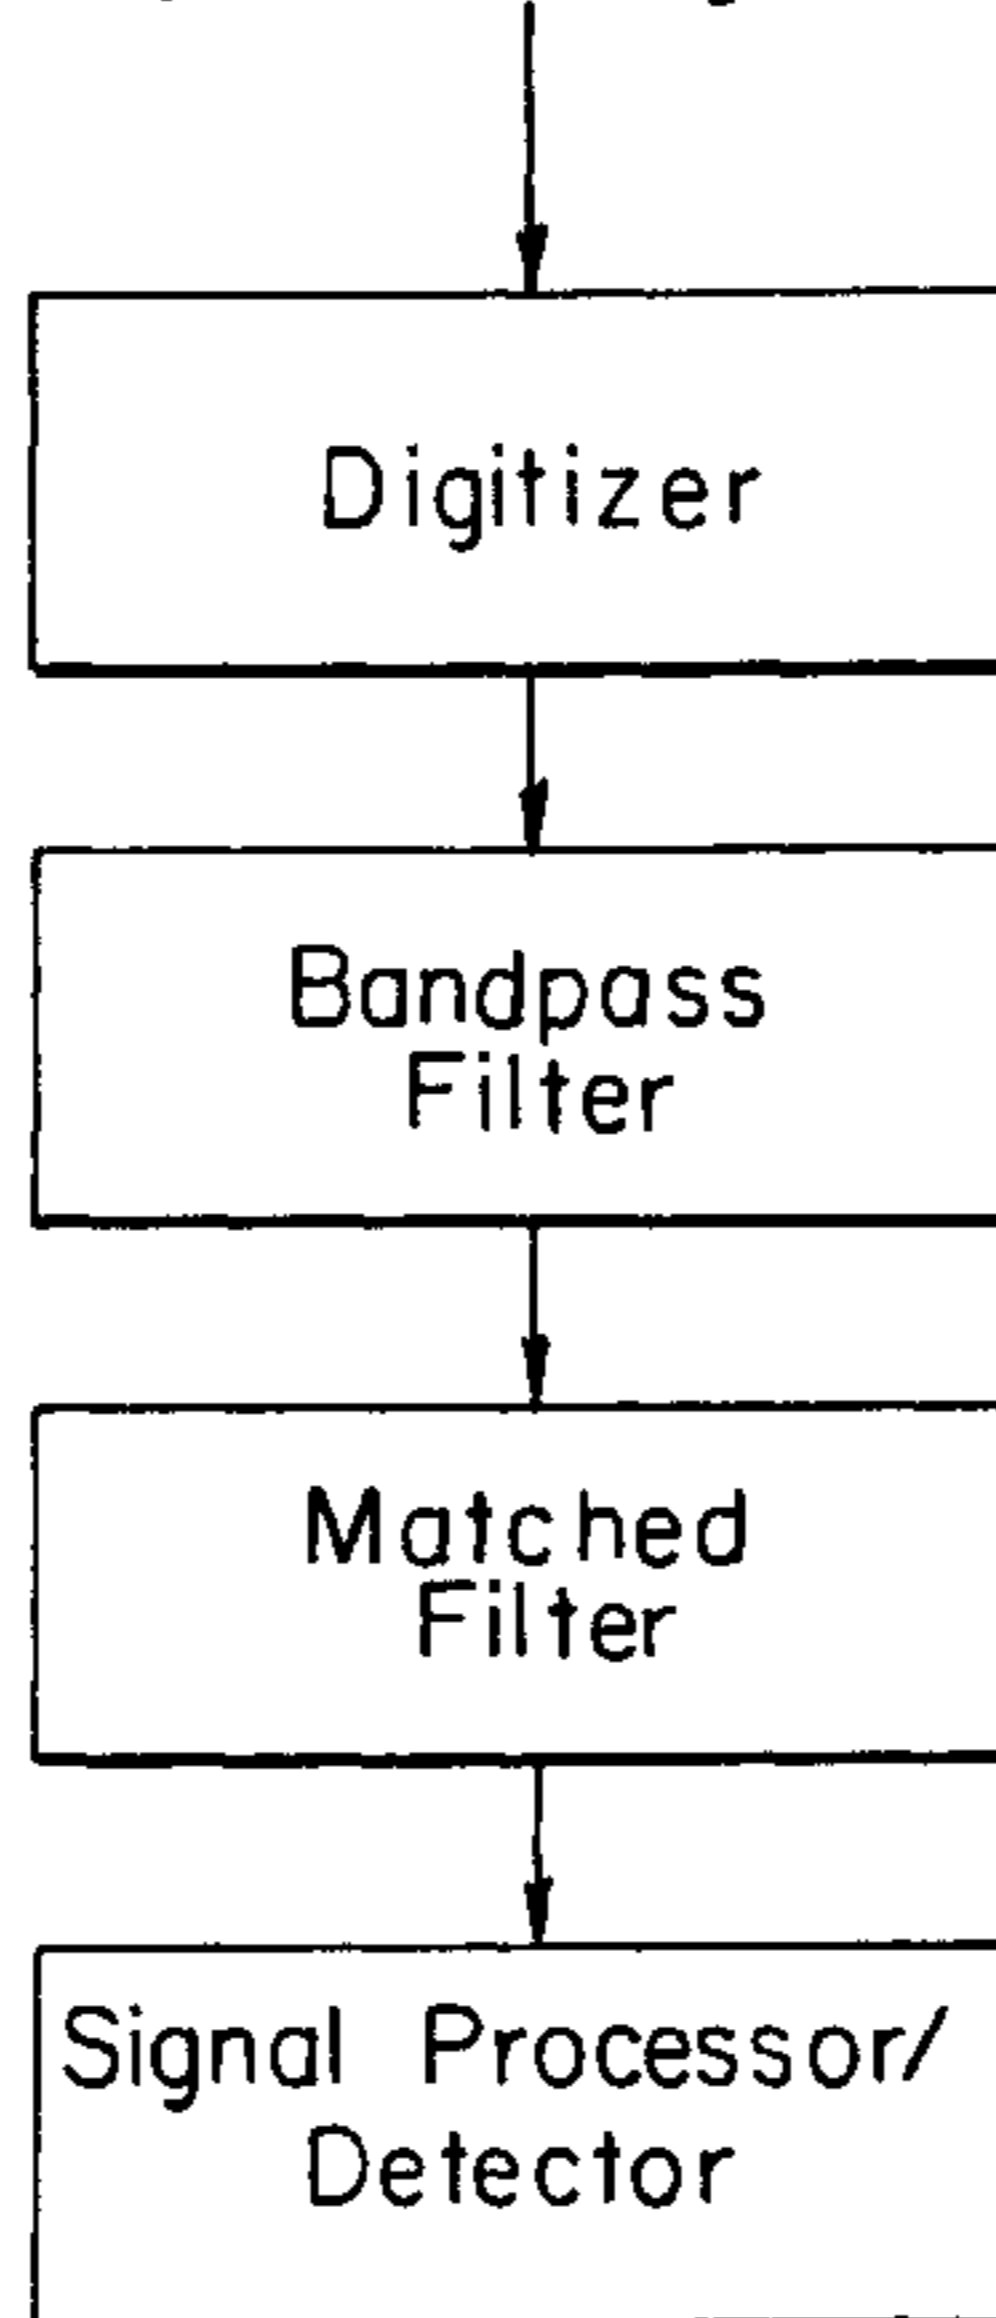 Digitizer
Bandpass
Filter
Matched
Filter
Signal Processor/
Detector